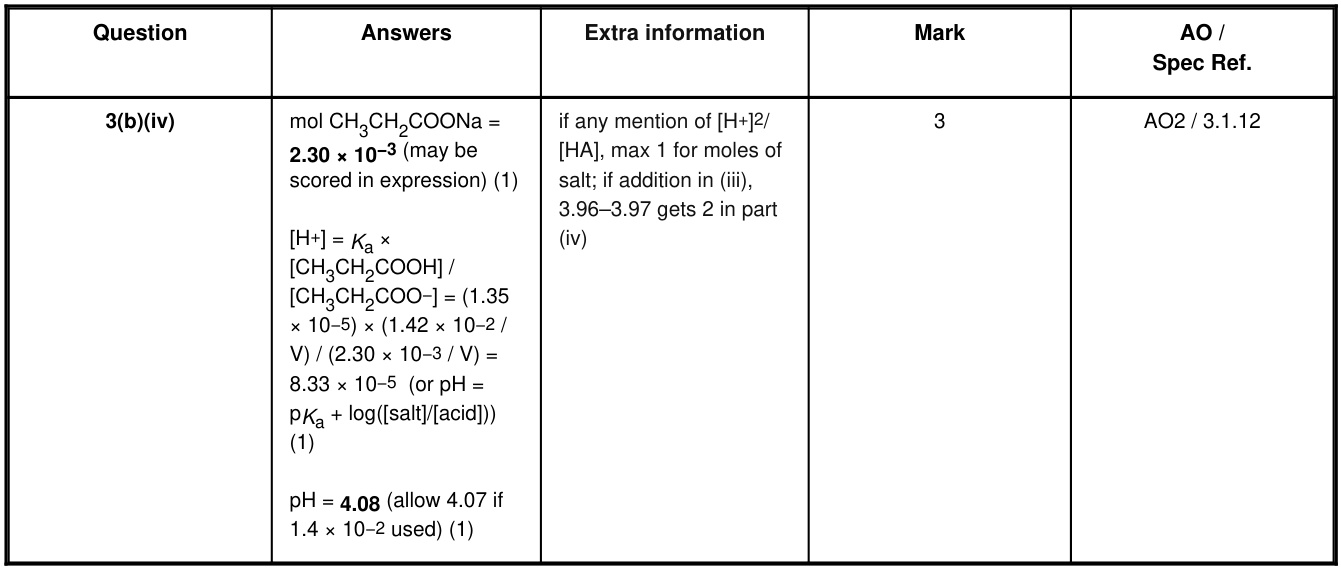 Question Answers Extra information Mark AO /
Spec Ref.
3(b)(iv)
mol CH₃CH₂COONa =
2.30 × 10⁻³ (may be
scored in expression) (1)
[H+] = Kₐ ×
[CH₃CH₂COOH] /
[CH₃CH₂COO⁻] = (1.35
× 10⁻⁵) × (1.42 × 10⁻² /
V) / (2.30 × 10⁻³ / V) =
8.33 × 10⁻⁵ (or pH =
pKₐ + log([salt]/[acid]))
(1)
pH = 4.08 (allow 4.07 if
1.4 × 10⁻² used) (1)
if any mention of [H+]²/
[HA], max 1 for moles of
salt; if addition in (iii),
3.96–3.97 gets 2 in part
(iv)
3
AO2 / 3.1.12